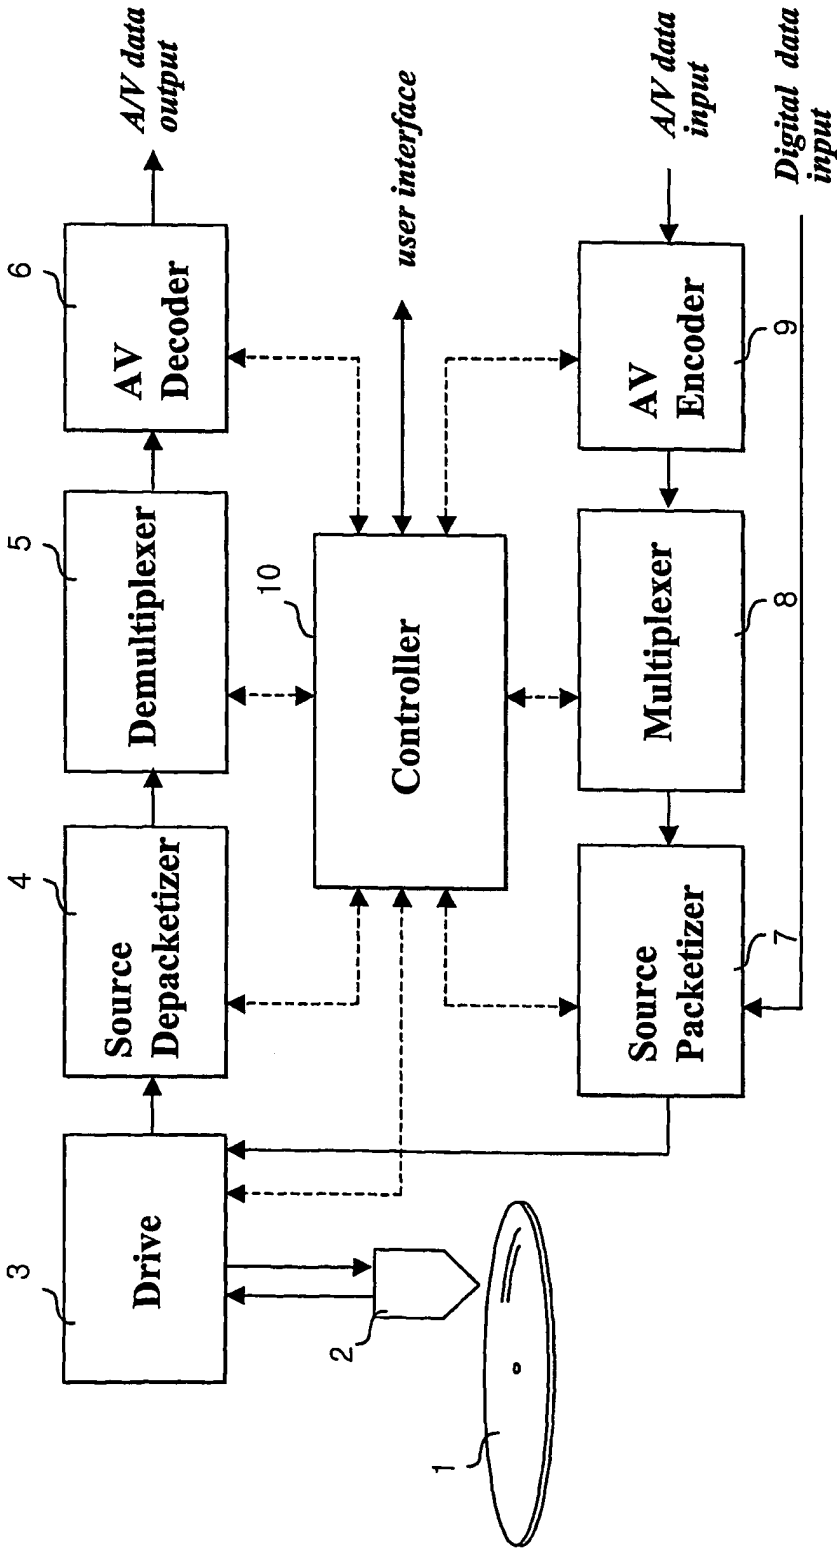 3
Drive
4
Source
Depacketizer
5
Demultiplexer
6
AV
Decoder
A/V data
output
2
1
10
Controller
user interface
Source
Packetizer
7
Multiplexer
8
AV
Encoder
9
A/V data
input
Digital data
input